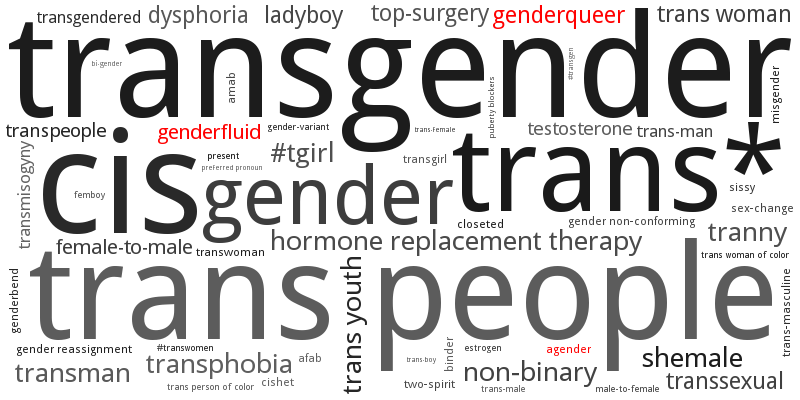 transgendered
dysphoria
ladyboy
top-surgery
genderqueer
trans woman
transgender
bi-gender
amab
#transgen
puberty blockers
misgender
transpeople
genderfluid
gender-variant
trans-female
testosterone
trans-man
cis
present
preferred pronoun
#tgirl
transgirl
trans*
transmisogyny
femboy
gender
sissy
sex-change
closeted
gender non-conforming
tranny
female-to-male
transwoman
hormone replacement therapy
trans woman of color
trans people
genderbend
trans youth
trans-masculine
gender reassignment
#transwomen
transphobia
afab
trans-boy
binder
estrogen
agender
shemale
transman
trans person of color
cishet
two-spirit
non-binary
trans-male
male-to-female
transsexual